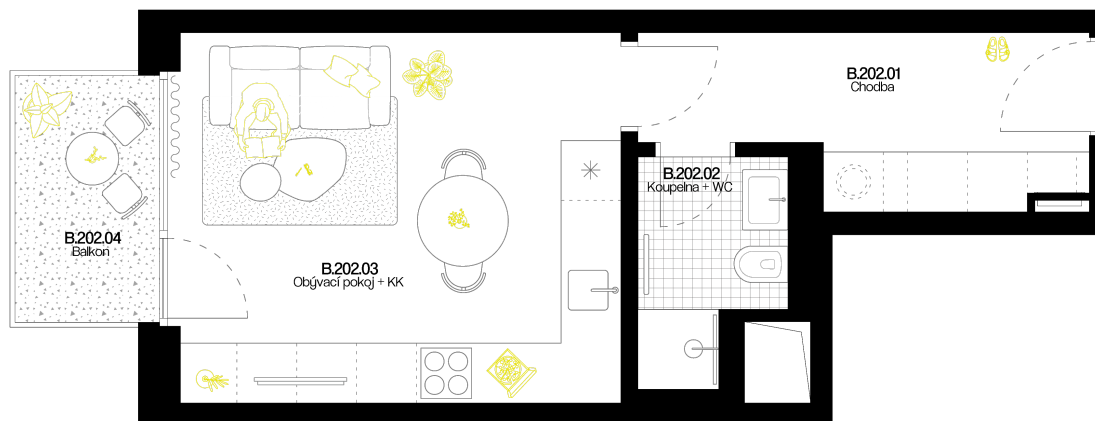 B.202.01
Chodba
B.202.02
Koupelna + WC
B.202.04
Balkon
B.202.03
Obývací pokoj + KK